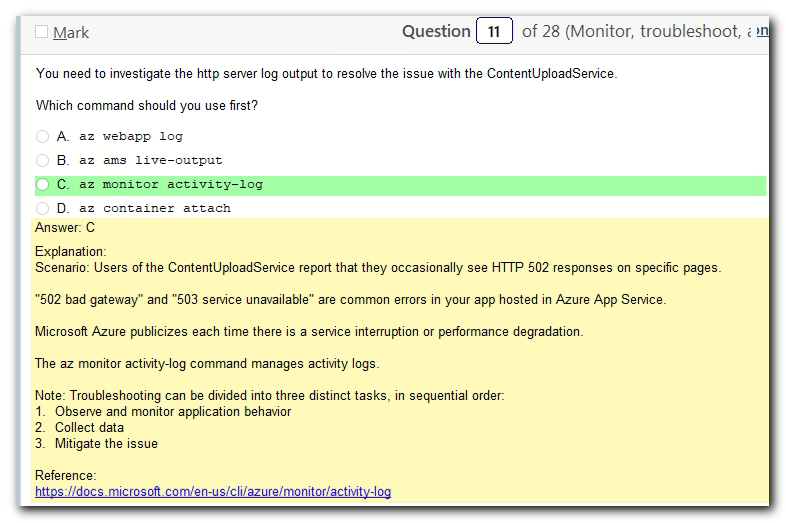 Mark
Question 11 of 28 (Monitor, troubleshoot, a
You need to investigate the http server log output to resolve the issue with the ContentUploadService.
Which command should you use first?
A. az webapp log
B. az ams live-output
C. az monitor activity-log
D. az container attach
Answer: C
Explanation:
Scenario: Users of the ContentUploadService report that they occasionally see HTTP 502 responses on specific pages.
"502 bad gateway" and "503 service unavailable" are common errors in your app hosted in Azure App Service.
Microsoft Azure publicizes each time there is a service interruption or performance degradation.
The az monitor activity-log command manages activity logs.
Note: Troubleshooting can be divided into three distinct tasks, in sequential order:
1. Observe and monitor application behavior
2. Collect data
3. Mitigate the issue
Reference:
https://docs.microsoft.com/en-us/cli/azure/monitor/activity-log